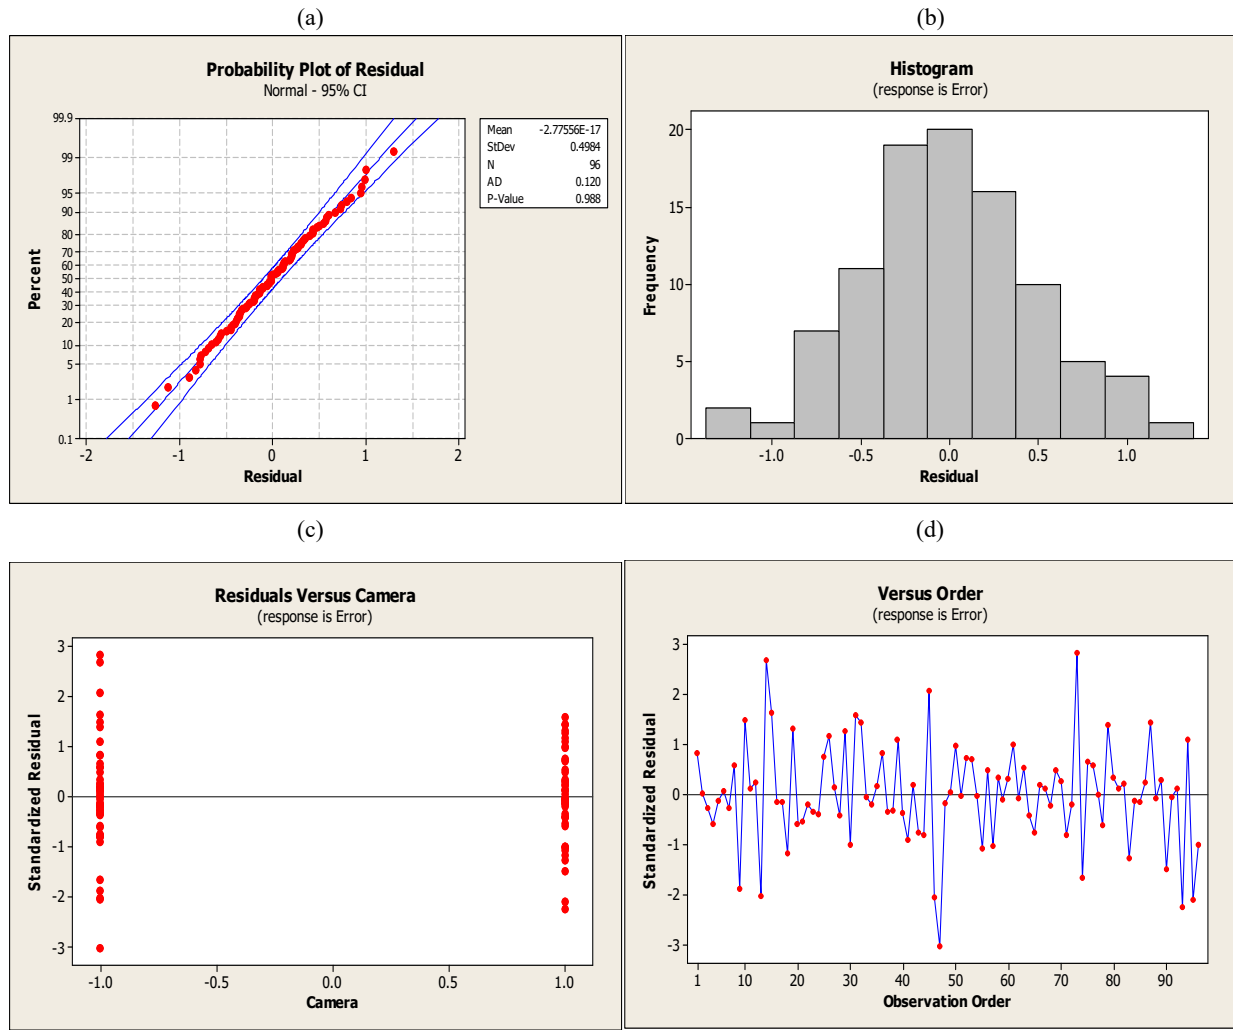 (a)
Probability Plot of Residual
Normal - 95% CI
99.9
99
95
90
80
70
60
50
40
30
20
10
5
1
0.1
Percent
-2
-1
0
1
2
Residual
Mean -2.77556E-17
StDev 0.4984
N 96
AD 0.120
P-Value 0.988
(b)
Histogram
(response is Error)
20
15
10
5
0
Frequency
-1.0
-0.5
0.0
0.5
1.0
Residual
(c)
Residuals Versus Camera
(response is Error)
3
2
1
0
-1
-2
-3
Standardized Residual
-1.0
-0.5
0.0
0.5
1.0
Camera
(d)
Versus Order
(response is Error)
3
2
1
0
-1
-2
-3
Standardized Residual
1
10
20
30
40
50
60
70
80
90
Observation Order